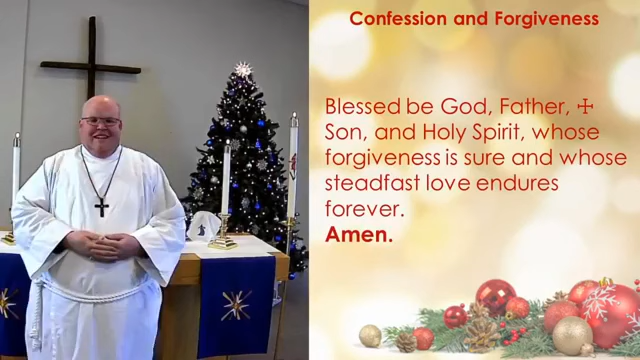 Confession and Forgiveness
Blessed be God, Father, ☩
Son, and Holy Spirit, whose
forgiveness is sure and whose
steadfast love endures
forever.
Amen.